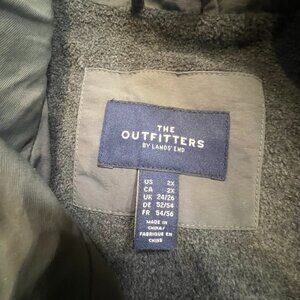 THE
OUTFITTERS
BY LANDS' END
US 2X
CA 2X
UK 24/26
DE 52/54
FR 54/56
MADE IN
CHINA/
FABRIQUÉ EN
CHINE